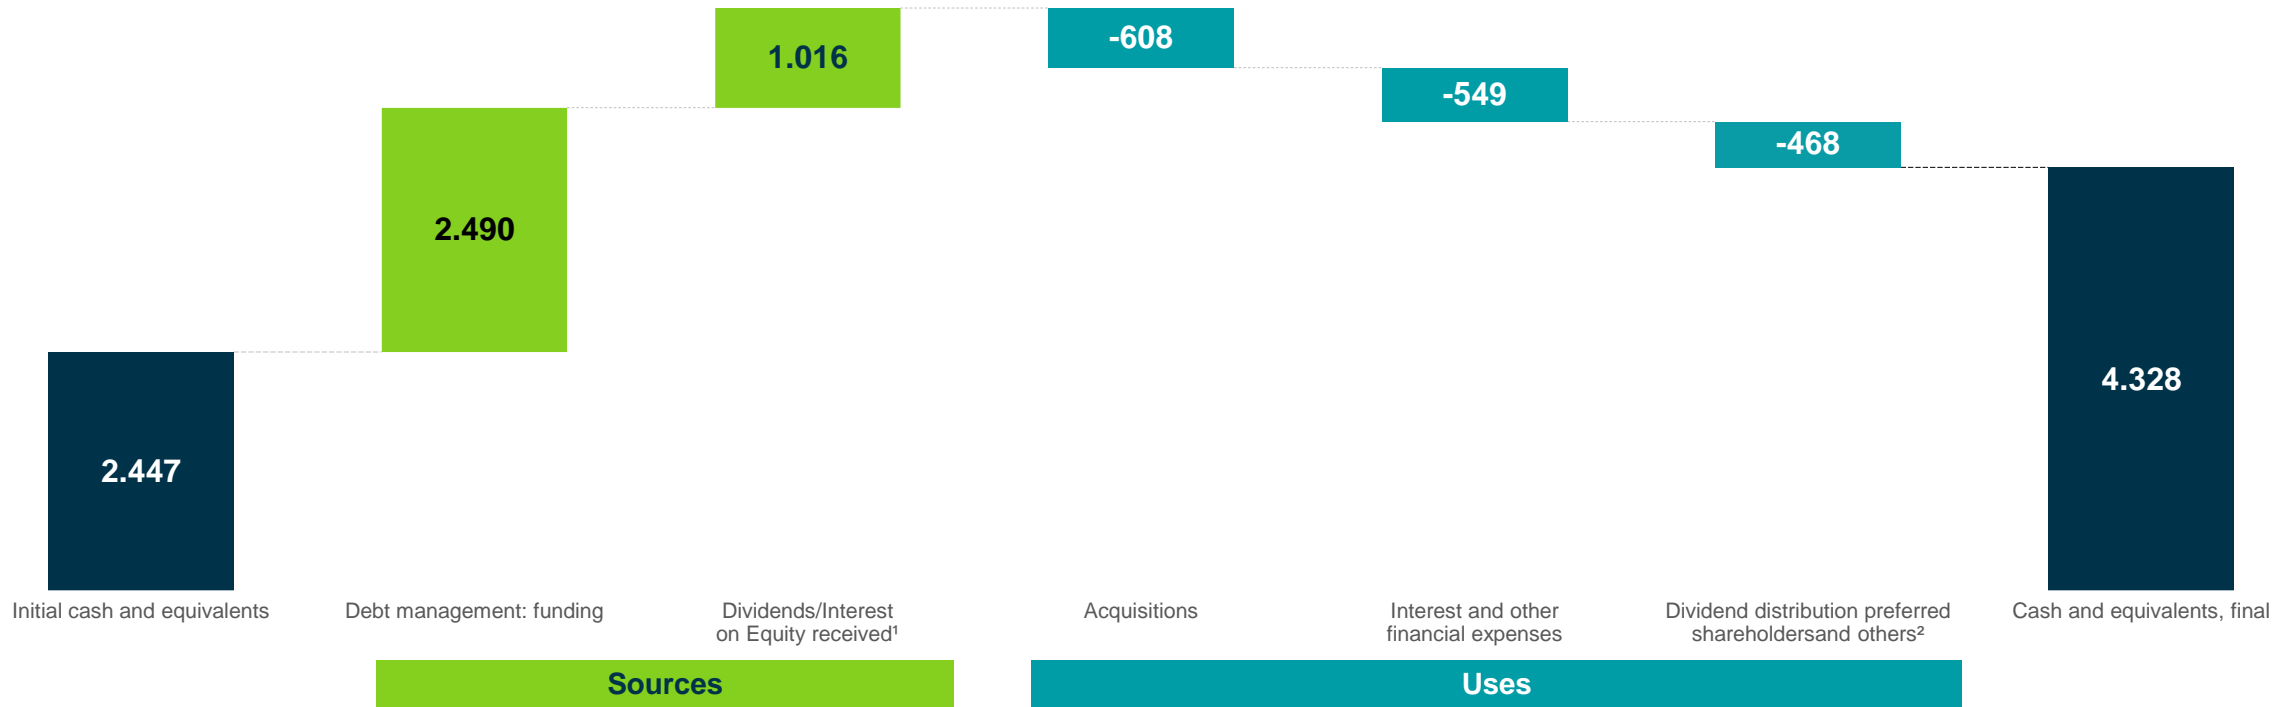 1.016
-608
-549
-468
2.490
4.328
2.447
Initial cash and equivalents
Debt management: funding
Dividends/Interest
on Equity received¹
Acquisitions
Interest and other
financial expenses
Dividend distribution preferred
shareholdersand others²
Cash and equivalents, final
Sources
Uses